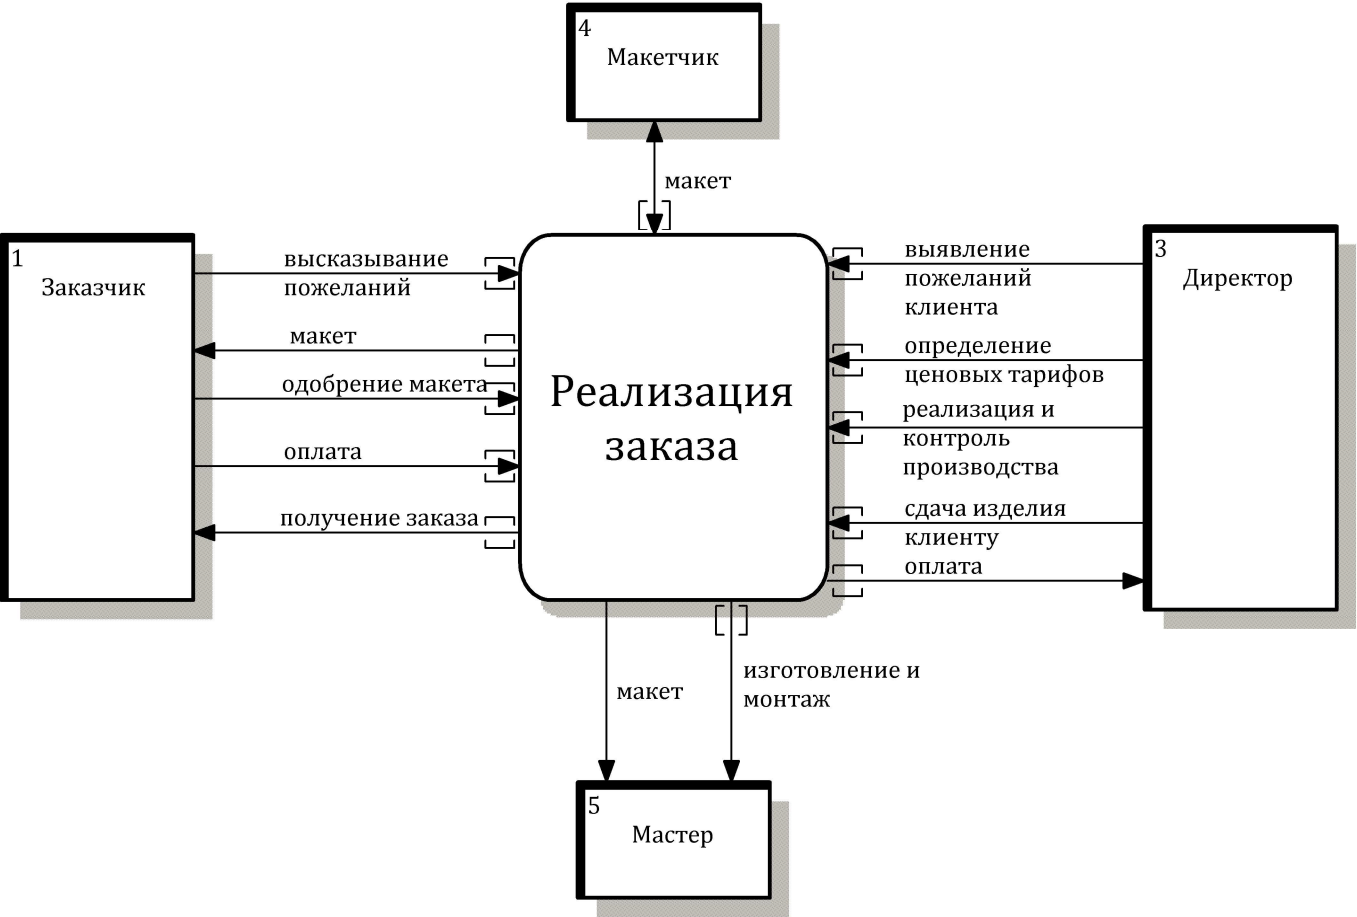 4
Макетчик
макет
1
Заказчик
высказывание
пожеланий
макет
одобрение макета
оплата
получение заказа
Реализация
заказа
выявление
пожеланий
клиента
определение
ценовых тарифов
реализация и
контроль
производства
сдача изделия
клиенту
оплата
3
Директор
макет
изготовление и
монтаж
5
Мастер